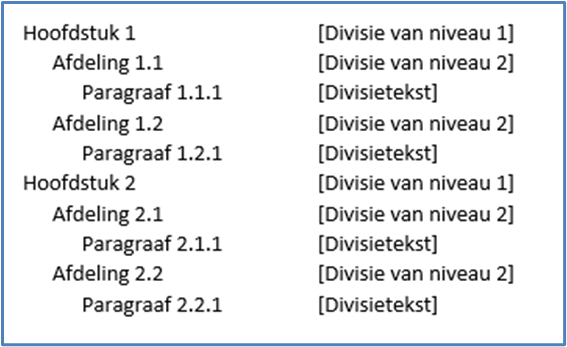 Hoofdstuk 1 [Divisie van niveau 1]
Afdeling 1.1 [Divisie van niveau 2]
Paragraaf 1.1.1 [Divisietekst]
Afdeling 1.2 [Divisie van niveau 2]
Paragraaf 1.2.1 [Divisietekst]
Hoofdstuk 2 [Divisie van niveau 1]
Afdeling 2.1 [Divisie van niveau 2]
Paragraaf 2.1.1 [Divisietekst]
Afdeling 2.2 [Divisie van niveau 2]
Paragraaf 2.2.1 [Divisietekst]